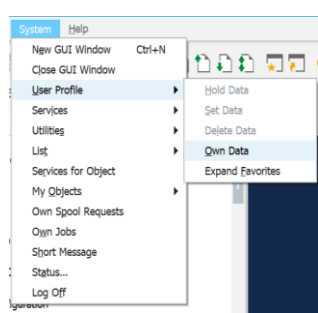 System Help
New GUI Window Ctrl+N
Close GUI Window
User Profile
Services
Utilities
List
Services for Object
My Objects
Own Spool Requests
Own Jobs
Short Message
Status...
Log Off
Hold Data
Set Data
Delete Data
Own Data
Expand Favorites